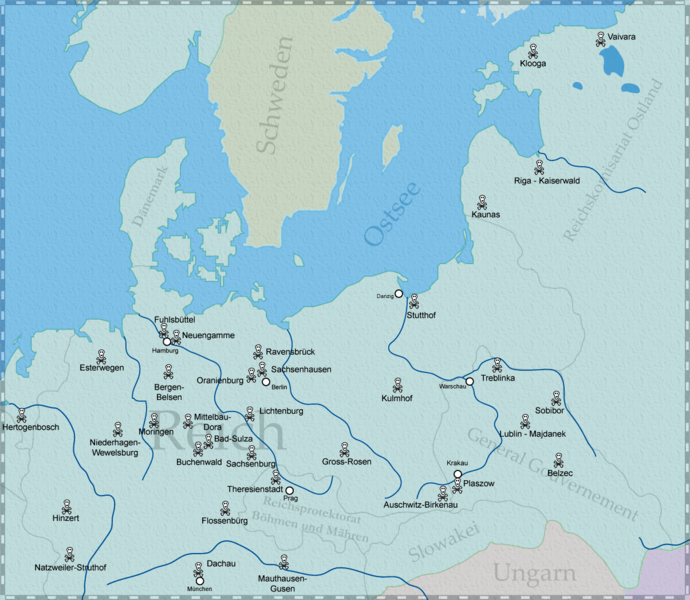 Vaivara
Klooga
Schweden
Reichskomisariat Ostland
Riga - Kaiserwald
Dänemark
Kaunas
Ostsee
Danzig
Stutthof
Fuhlsbüttel
Neuengamme
Hamburg
Ravensbrück
Esterwegen
Sachsenhausen
Oranienburg
Berlin
Bergen-
Belsen
Treblinka
Warschau
Kulmhof
Sobibor
Hertogenbosch
Lichtenburg
Moringen
Mittelbau-
Dora
Reich
Niederhagen-
Wewelsburg
Bad-Sulza
Lublin - Majdanek
Buchenwald
Sachsenburg
Gross-Rosen
General Gouvernement
Krakau
Belzec
Theresienstadt
Prag
Plaszow
Auschwitz-Birkenau
Reichsprotektorat
Böhmen und Mähren
Hinzert
Flossenbürg
Slowakei
Natzweiler-Struthof
Dachau
München
Mauthausen-
Gusen
Ungarn